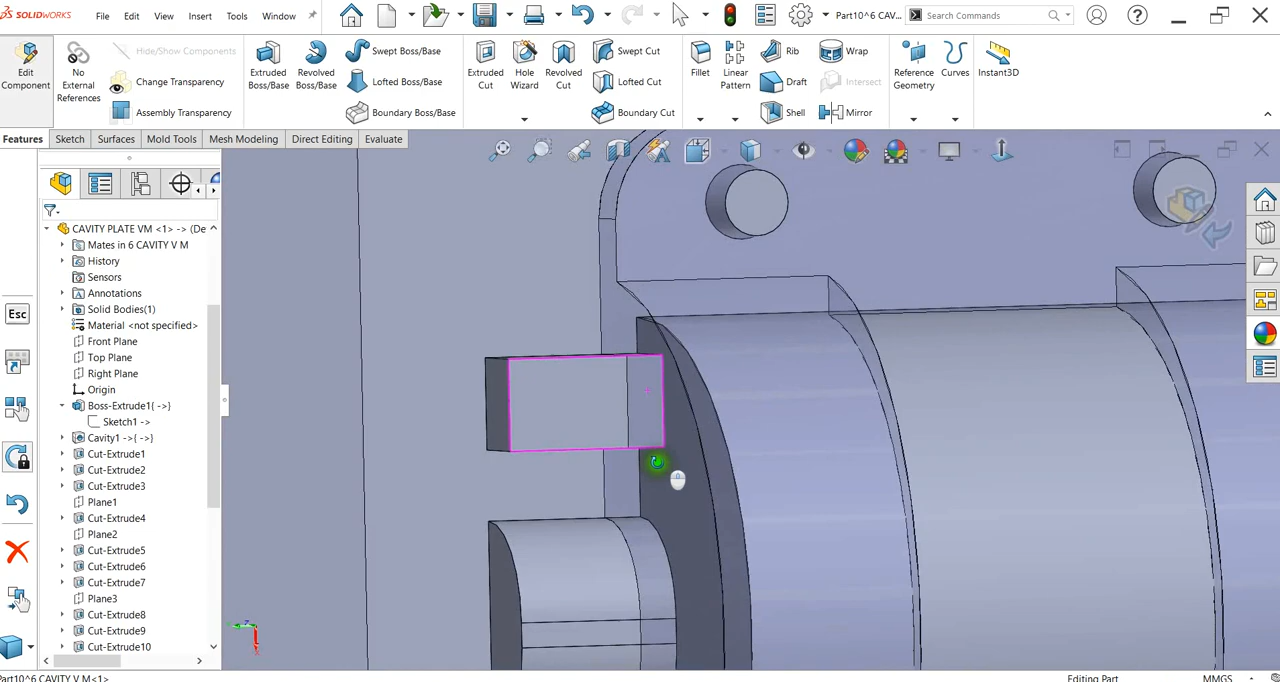 SOLIDWORKS File Edit View Insert Tools Window Part10^6 CAV... Search Commands
Edit Component
No External References
Hide/Show Components
Change Transparency
Assembly Transparency
Extruded Boss/Base
Revolved Boss/Base
Swept Boss/Base
Lofted Boss/Base
Boundary Boss/Base
Extruded Cut
Hole Wizard
Revolved Cut
Swept Cut
Lofted Cut
Boundary Cut
Fillet
Linear Pattern
Rib
Draft
Shell
Wrap
Intersect
Mirror
Reference Geometry
Curves
Instant3D
Features Sketch Surfaces Mold Tools Mesh Modeling Direct Editing Evaluate
CAVITY PLATE VM <1> -> (De
Mates in 6 CAVITY V M
History
Sensors
Annotations
Solid Bodies(1)
Material <not specified>
Front Plane
Top Plane
Right Plane
Origin
Boss-Extrude1{ ->}
Sketch1 ->
Cavity1 ->{ ->}
Cut-Extrude1
Cut-Extrude2
Cut-Extrude3
Plane1
Cut-Extrude4
Plane2
Cut-Extrude5
Cut-Extrude6
Cut-Extrude7
Plane3
Cut-Extrude8
Cut-Extrude9
Cut-Extrude10
Esc
Part10^6 CAVITY V M<1> Editing Part MMGS